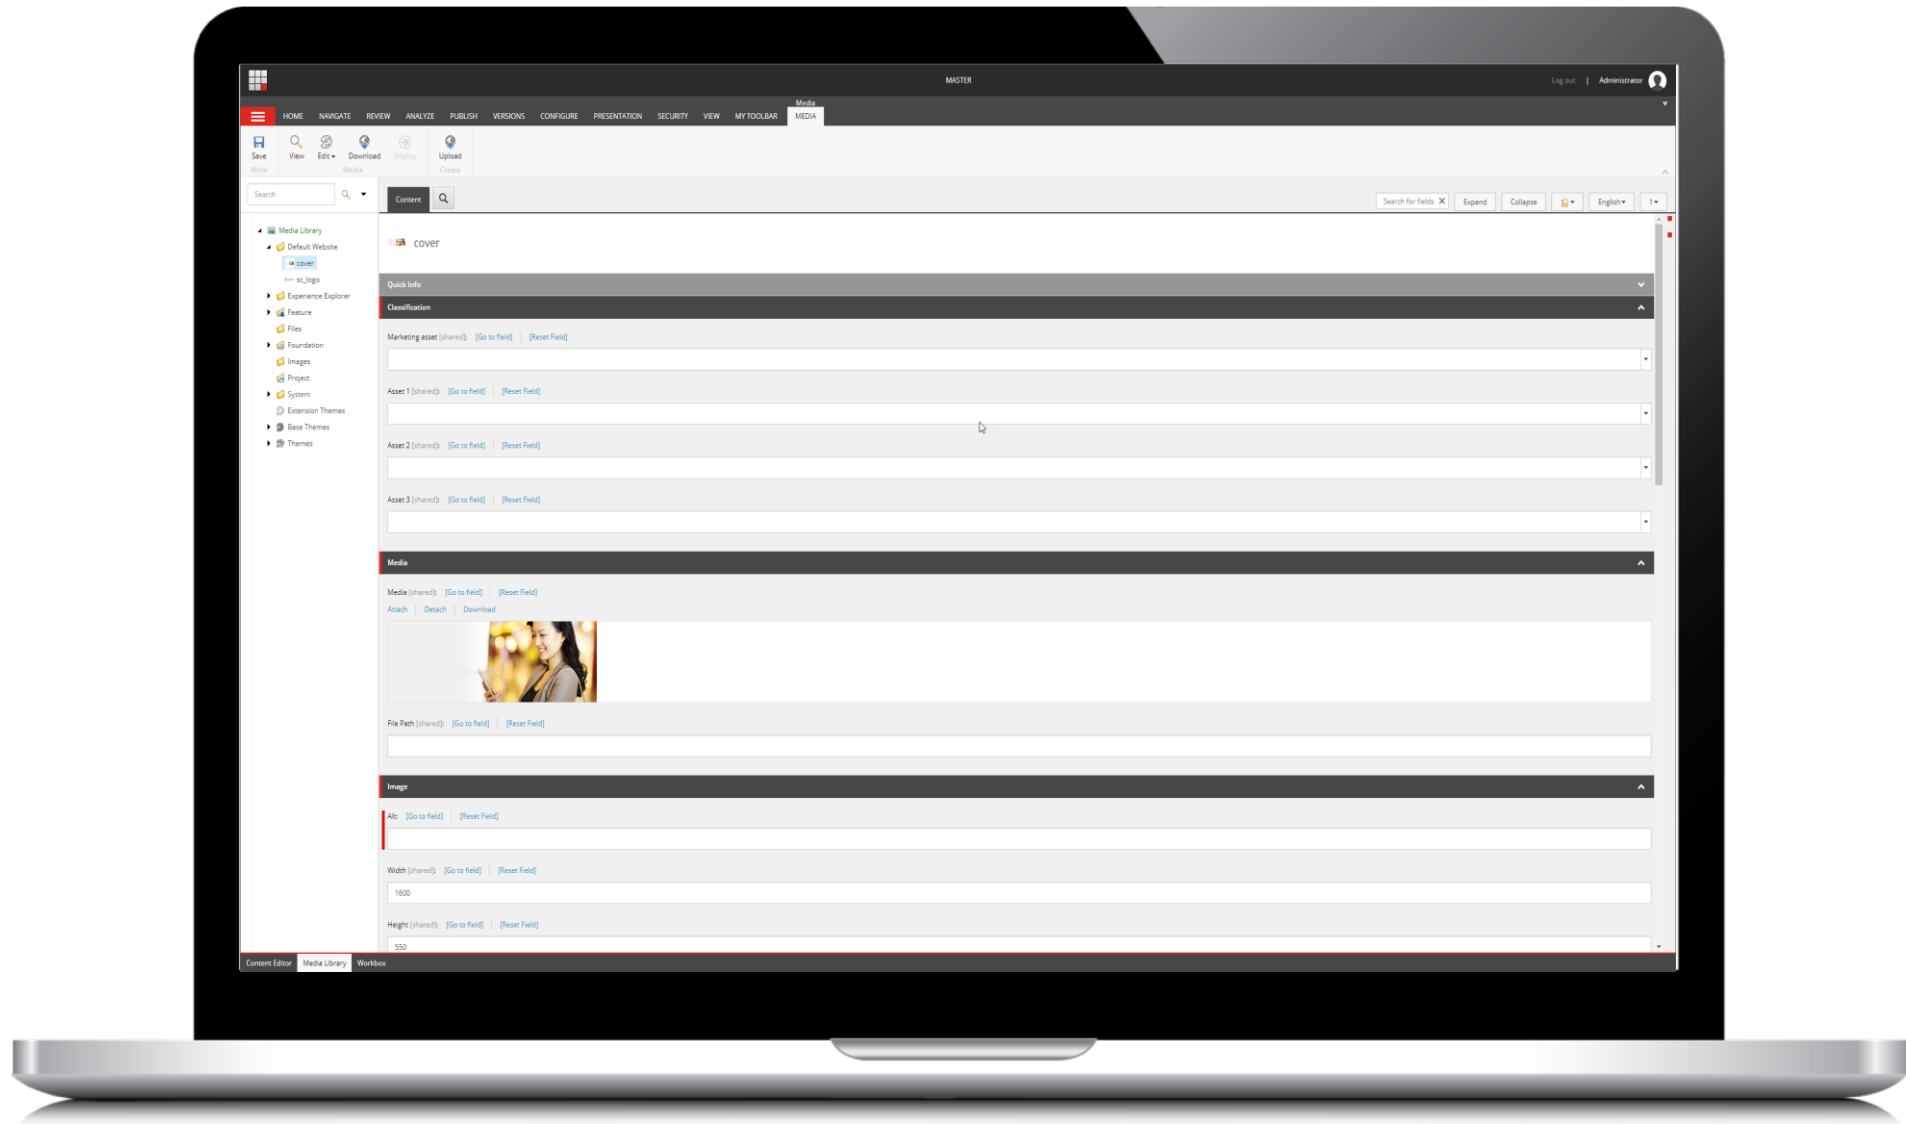 MASTER
Log out | Administrator
Media
HOME NAVIGATE REVIEW ANALYZE PUBLISH VERSIONS CONFIGURE PRESENTATION SECURITY VIEW MY TOOLBAR MEDIA
Save View Edit Download Deploy Upload
Write Media Create
Search
Content
Search for fields X Expand Collapse English 1
Media Library
Default Website
cover
sc_logo
Experience Explorer
Feature
Files
Foundation
Images
Project
System
Extension Themes
Base Themes
Themes
cover
Quick Info
Classification
Marketing asset [shared]: [Go to field] | [Reset Field]
Asset 1 [shared]: [Go to field] | [Reset Field]
Asset 2 [shared]: [Go to field] | [Reset Field]
Asset 3 [shared]: [Go to field] | [Reset Field]
Media
Media [shared]: [Go to field] | [Reset Field]
Attach | Detach | Download
File Path [shared]: [Go to field] | [Reset Field]
Image
Alt: [Go to field] | [Reset Field]
Width [shared]: [Go to field] | [Reset Field]
1600
Height [shared]: [Go to field] | [Reset Field]
550
Content Editor Media Library Workbox